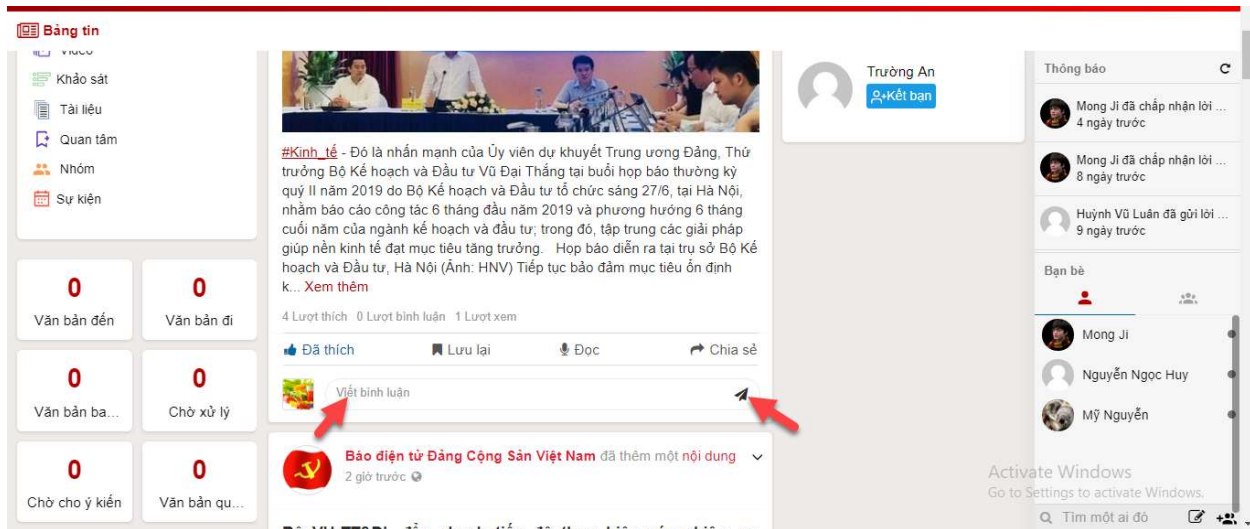 Bảng tin
Video
Khảo sát
Tài liệu
Quan tâm
Nhóm
Sự kiện
0
Văn bản đến
0
Văn bản đi
0
Văn bản ba...
0
Chờ xử lý
0
Chờ cho ý kiến
0
Văn bản qu...
#Kinh_tế - Đó là nhấn mạnh của Ủy viên dự khuyết Trung ương Đảng, Thứ
trưởng Bộ Kế hoạch và Đầu tư Vũ Đại Thắng tại buổi họp báo thường kỳ
quý II năm 2019 do Bộ Kế hoạch và Đầu tư tổ chức sáng 27/6, tại Hà Nội,
nhằm báo cáo công tác 6 tháng đầu năm 2019 và phương hướng 6 tháng
cuối năm của ngành kế hoạch và đầu tư; trong đó, tập trung các giải pháp
giúp nền kinh tế đạt mục tiêu tăng trưởng. Họp báo diễn ra tại trụ sở Bộ Kế
hoạch và Đầu tư, Hà Nội (Ảnh: HNV) Tiếp tục bảo đảm mục tiêu ổn định
k... Xem thêm
4 Lượt thích 0 Lượt bình luận 1 Lượt xem
Đã thích Lưu lại Đọc Chia sẻ
Viết bình luận
Báo điện tử Đảng Cộng Sản Việt Nam đã thêm một nội dung
2 giờ trước
Trường An
Kết bạn
Thông báo
Mong Ji đã chấp nhận lời ...
4 ngày trước
Mong Ji đã chấp nhận lời ...
8 ngày trước
Huỳnh Vũ Luân đã gửi lời ...
9 ngày trước
Bạn bè
Mong Ji
Nguyễn Ngọc Huy
Mỹ Nguyễn
Activate Windows
Go to Settings to activate Windows.
Tìm một ai đó